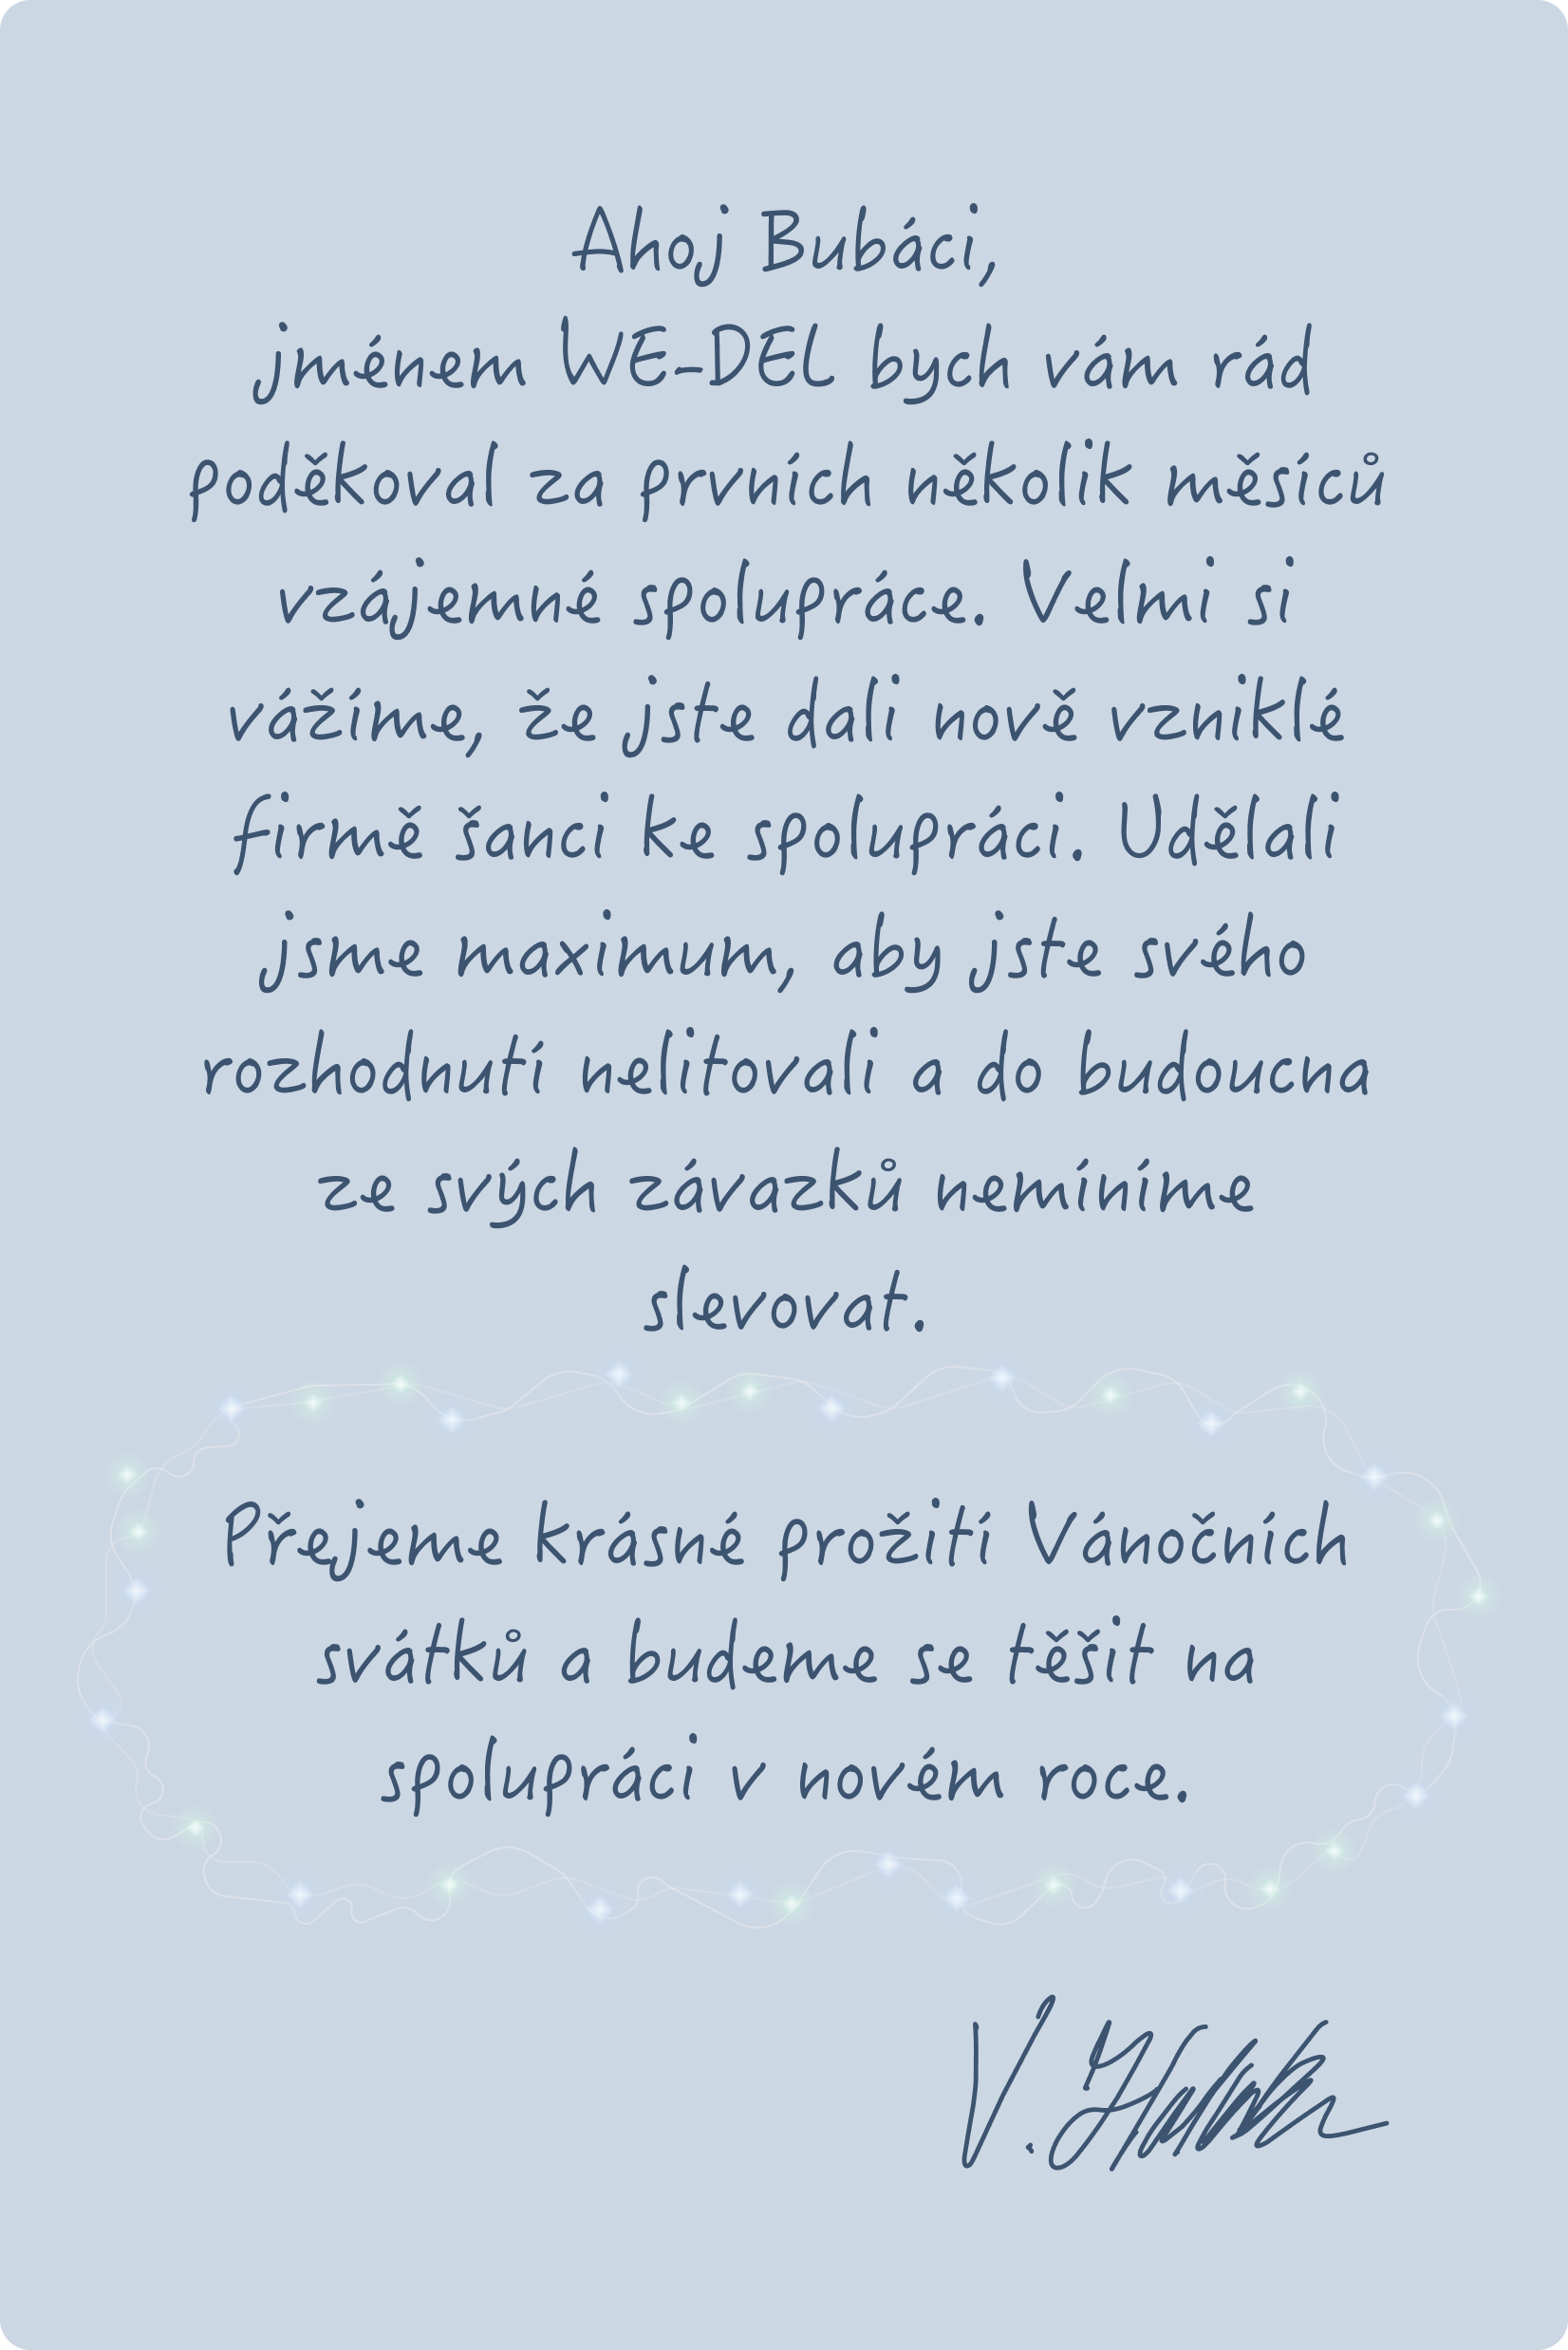 Ahoj Bubáci,
jménem WE-DEL bych vám rád
poděkoval za prvních několik měsíců
vzájemné spolupráce. Velmi si
vážíme, že jste dali nově vzniklé
firmě šanci ke spolupráci. Udělali
jsme maximum, aby jste svého
rozhodnutí nelitovali a do budoucna
ze svých závazků nemíníme
slevovat.
Přejeme krásné prožití Vánočních
svátků a budeme se těšit na
spolupráci v novém roce.
V.